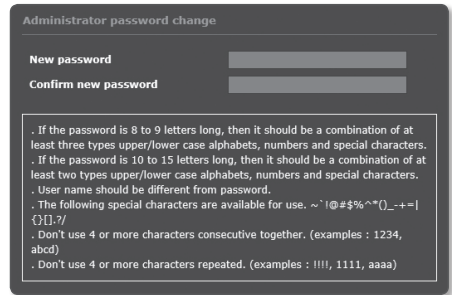 Administrator password change
New password
Confirm new password
. If the password is 8 to 9 letters long, then it should be a combination of at
least three types upper/lower case alphabets, numbers and special characters.
. If the password is 10 to 15 letters long, then it should be a combination of at
least two types upper/lower case alphabets, numbers and special characters.
. User name should be different from password.
. The following special characters are available for use. ~`!@#$%^*()_-+=|
{}[].?/
. Don't use 4 or more characters consecutive together. (examples : 1234,
abcd)
. Don't use 4 or more characters repeated. (examples : !!!!, 1111, aaaa)